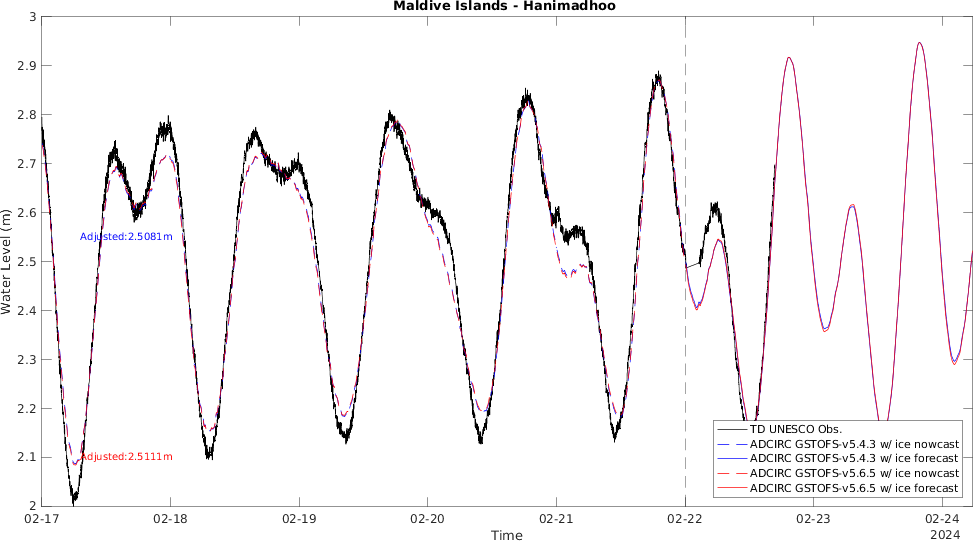 Maldive Islands - Hanimadhoo
3
2.9
2.8
2.7
2.6
2.5
2.4
2.3
2.2
2.1
2
Water Level (m)
Adjusted:2.5081m
Adjusted:2.5111m
TD UNESCO Obs.
ADCIRC GSTOFS-v5.4.3 w/ ice nowcast
ADCIRC GSTOFS-v5.4.3 w/ ice forecast
ADCIRC GSTOFS-v5.6.5 w/ ice nowcast
ADCIRC GSTOFS-v5.6.5 w/ ice forecast
02-17 02-18 02-19 02-20 02-21 02-22 02-23 02-24
Time
2024